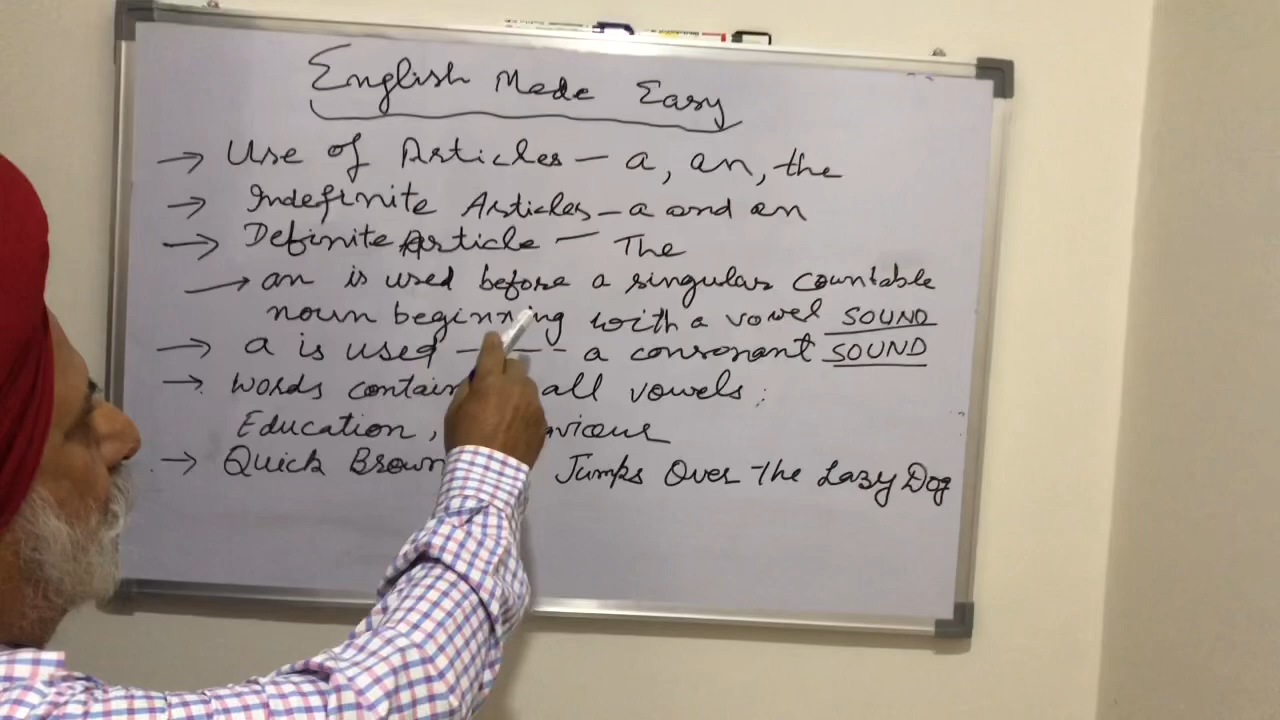 English Made Easy
→ Use of Articles – a, an, the
→ Indefinite Articles – a and an
→ Definite Article – The
→ an is used before a singular countable
noun beginning with a vowel SOUND
→ a is used – – – a consonant SOUND
→ Words contain all vowels:
Education,
→ Quick Brown Jumps Over The Lazy Dog